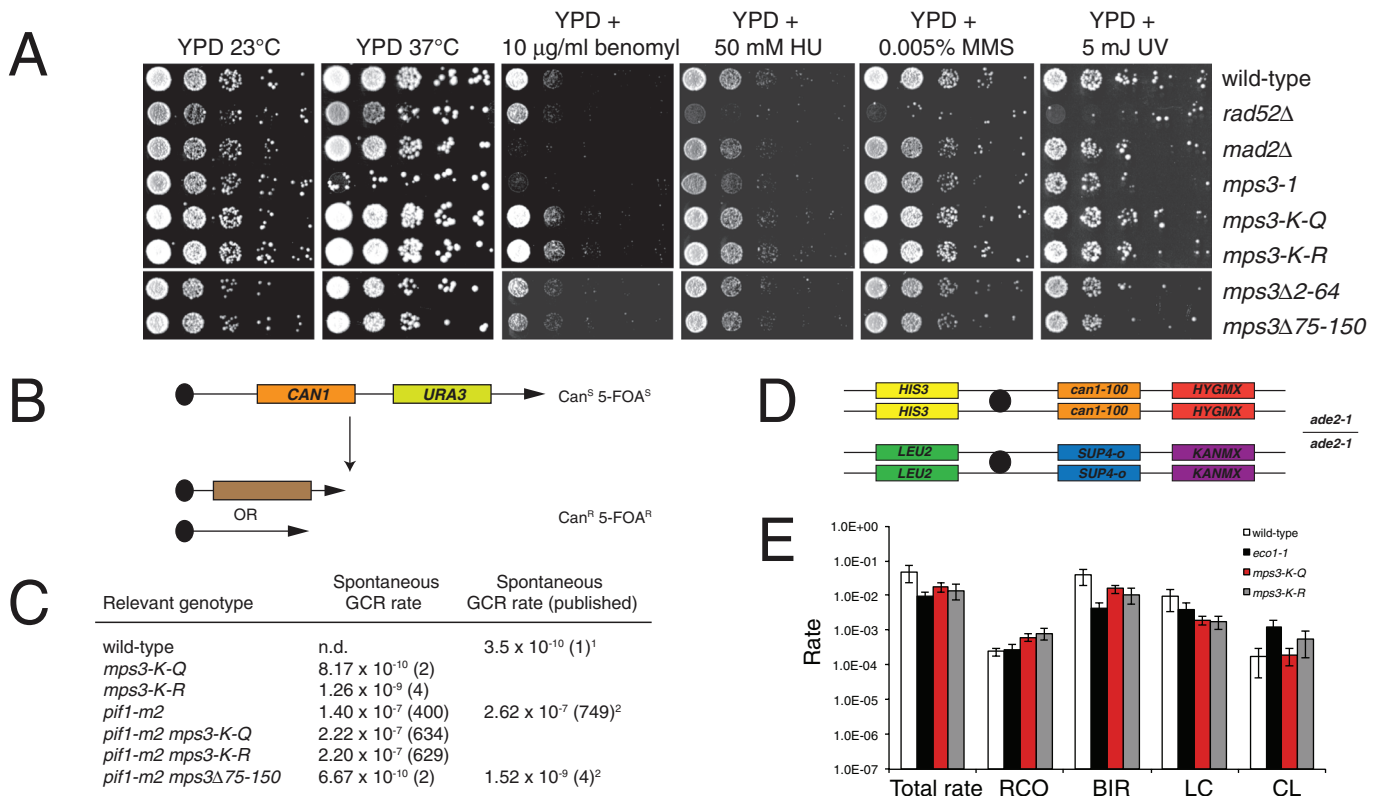 A
YPD 23°C
YPD 37°C
YPD +
10 µg/ml benomyl
YPD +
50 mM HU
YPD +
0.005% MMS
YPD +
5 mJ UV
wild-type
rad52Δ
mad2Δ
mps3-1
mps3-K-Q
mps3-K-R
mps3Δ2-64
mps3Δ75-150
B
CAN1
URA3
Canˢ 5-FOAˢ
OR
Canᴿ 5-FOAᴿ
C
Relevant genotype
Spontaneous
GCR rate
Spontaneous
GCR rate (published)
wild-type n.d. 3.5 x 10⁻¹⁰ (1)¹
mps3-K-Q 8.17 x 10⁻¹⁰ (2)
mps3-K-R 1.26 x 10⁻⁹ (4)
pif1-m2 1.40 x 10⁻⁷ (400) 2.62 x 10⁻⁷ (749)²
pif1-m2 mps3-K-Q 2.22 x 10⁻⁷ (634)
pif1-m2 mps3-K-R 2.20 x 10⁻⁷ (629)
pif1-m2 mps3Δ75-150 6.67 x 10⁻¹⁰ (2) 1.52 x 10⁻⁹ (4)²
D
HIS3 can1-100 HYGMX
HIS3 can1-100 HYGMX
LEU2 SUP4-o KANMX
LEU2 SUP4-o KANMX
ade2-1
ade2-1
E
Rate
1.0E+00
1.0E-01
1.0E-02
1.0E-03
1.0E-04
1.0E-05
1.0E-06
1.0E-07
wild-type
eco1-1
mps3-K-Q
mps3-K-R
Total rate RCO BIR LC CL